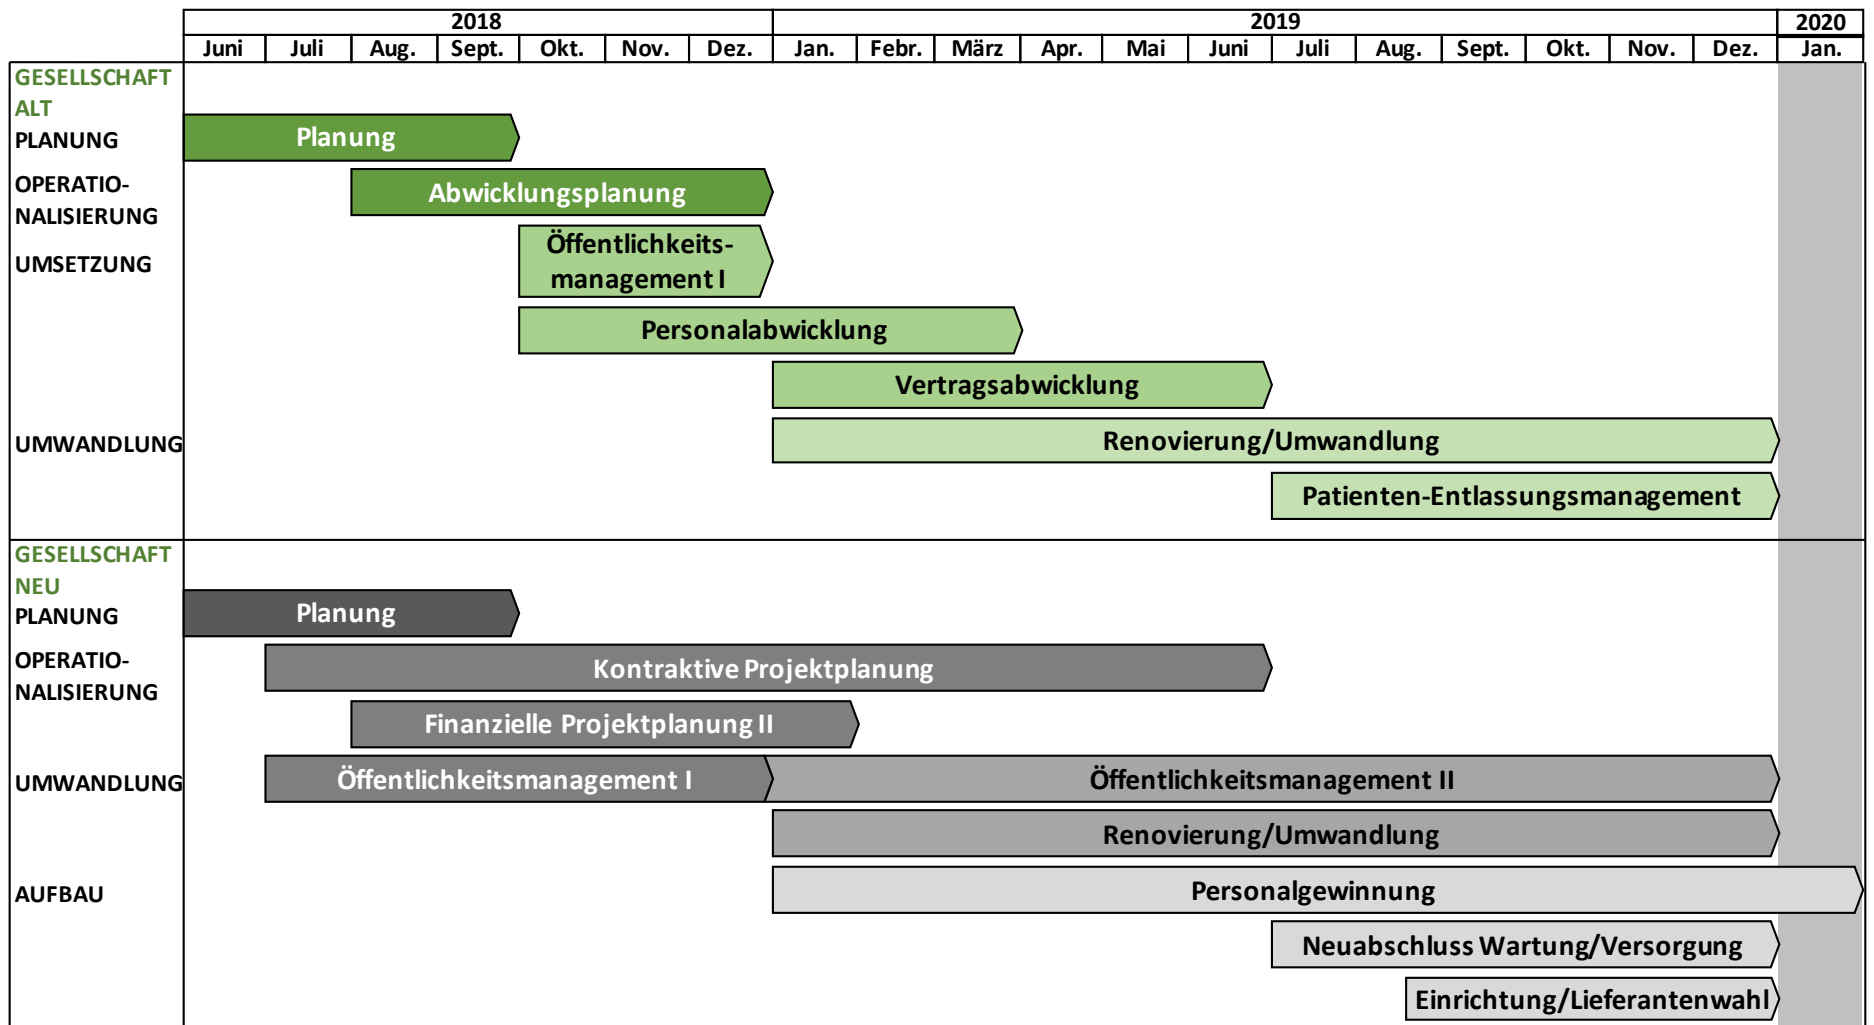 2018 2019 2020
Juni Juli Aug. Sept. Okt. Nov. Dez. Jan. Febr. März Apr. Mai Juni Juli Aug. Sept. Okt. Nov. Dez. Jan.
GESELLSCHAFT
ALT
PLANUNG
Planung
OPERATIO-
NALISIERUNG
Abwicklungsplanung
UMSETZUNG
Öffentlichkeits-
management I
Personalabwicklung
Vertragsabwicklung
UMWANDLUNG
Renovierung/Umwandlung
Patienten-Entlassungsmanagement
GESELLSCHAFT
NEU
PLANUNG
Planung
OPERATIO-
NALISIERUNG
Kontraktive Projektplanung
Finanzielle Projektplanung II
UMWANDLUNG
Öffentlichkeitsmanagement I Öffentlichkeitsmanagement II
Renovierung/Umwandlung
AUFBAU
Personalgewinnung
Neuabschluss Wartung/Versorgung
Einrichtung/Lieferantenwahl